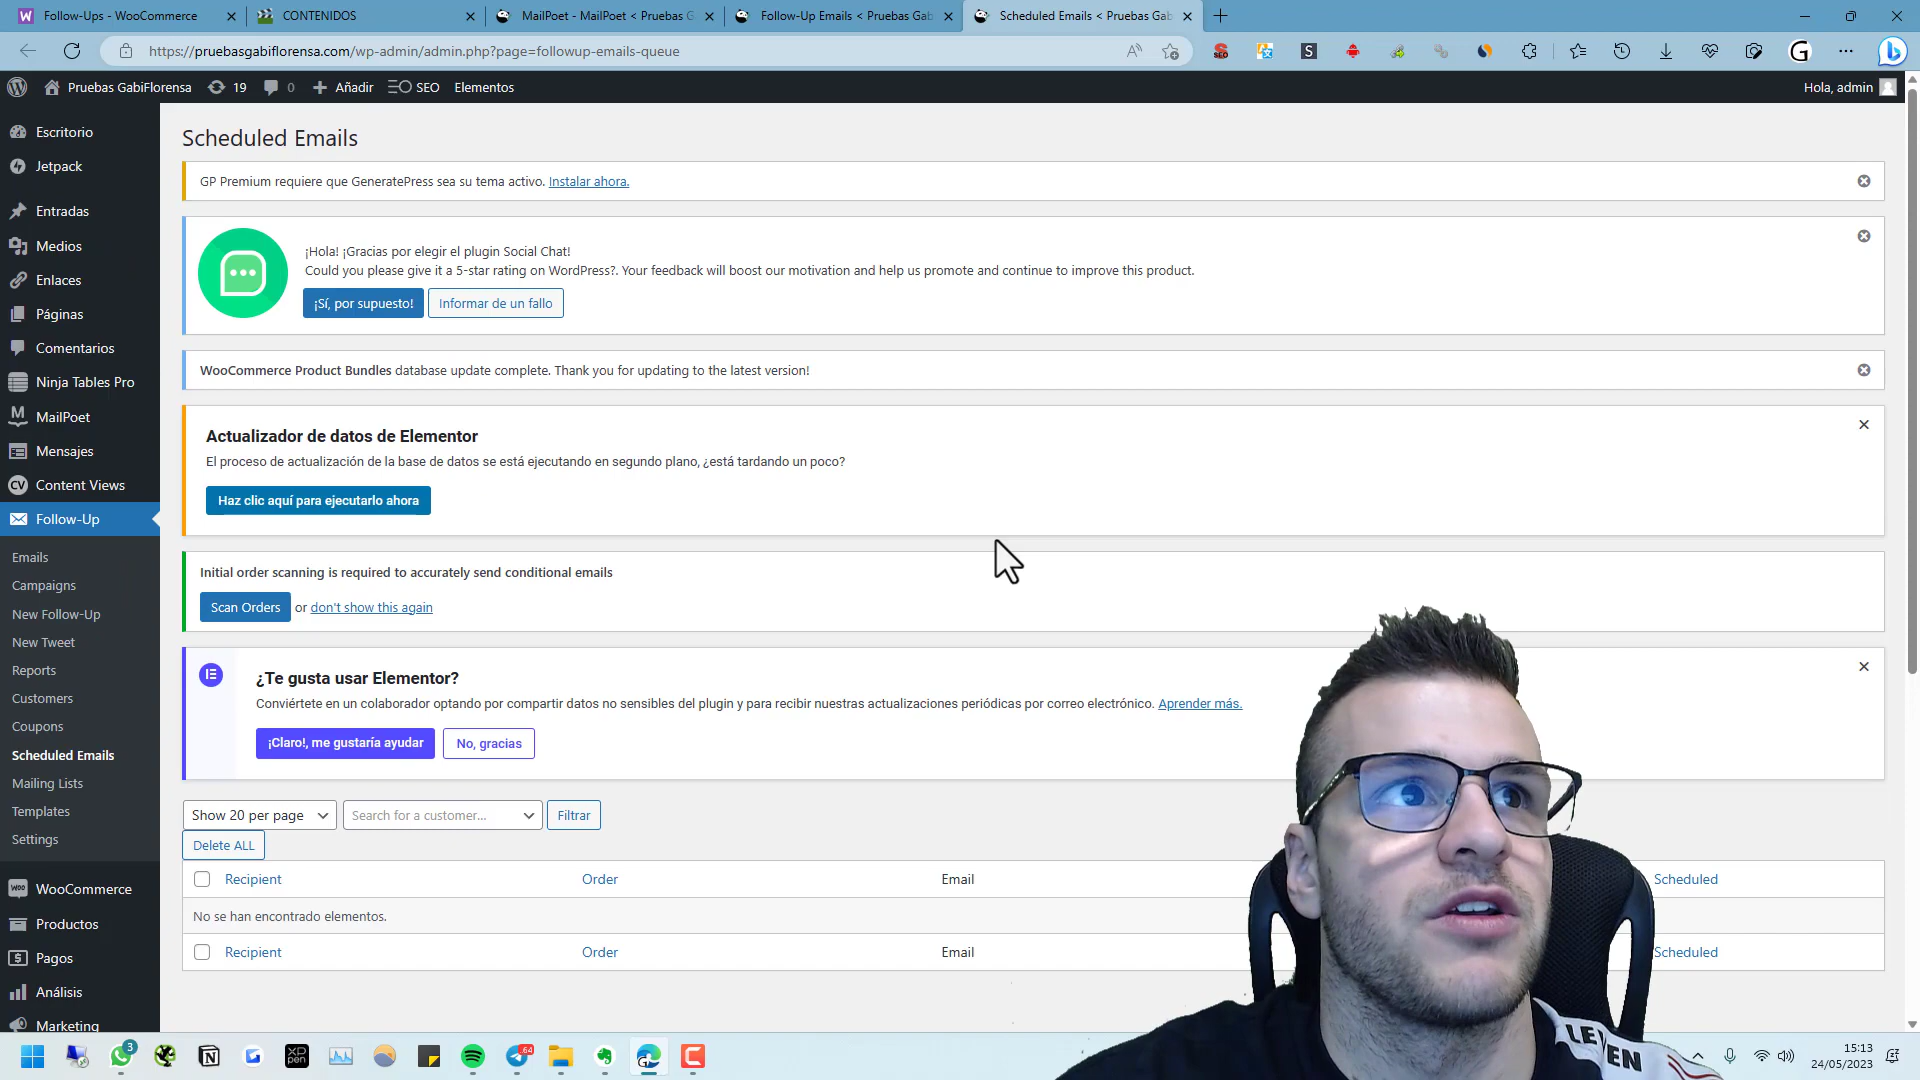 Follow-Ups - WooCommerce
CONTENIDOS
MailPoet - MailPoet < Pruebas G
Follow-Up Emails < Pruebas Gab
Scheduled Emails < Pruebas Gab
https://pruebasgabiflorensa.com/wp-admin/admin.php?page=followup-emails-queue
Pruebas GabiFlorensa
19
0
Añadir
SEO
Elementos
Hola, admin
Escritorio
Jetpack
Entradas
Medios
Enlaces
Páginas
Comentarios
Ninja Tables Pro
MailPoet
Mensajes
Content Views
Follow-Up
Emails
Campaigns
New Follow-Up
New Tweet
Reports
Customers
Coupons
Scheduled Emails
Mailing Lists
Templates
Settings
WooCommerce
Productos
Pagos
Análisis
Marketing
Scheduled Emails
GP Premium requiere que GeneratePress sea su tema activo. Instalar ahora.
¡Hola! ¡Gracias por elegir el plugin Social Chat!
Could you please give it a 5-star rating on WordPress?. Your feedback will boost our motivation and help us promote and continue to improve this product.
¡Sí, por supuesto!
Informar de un fallo
WooCommerce Product Bundles database update complete. Thank you for updating to the latest version!
Actualizador de datos de Elementor
El proceso de actualización de la base de datos se está ejecutando en segundo plano, ¿está tardando un poco?
Haz clic aquí para ejecutarlo ahora
Initial order scanning is required to accurately send conditional emails
Scan Orders or don't show this again
¿Te gusta usar Elementor?
Conviértete en un colaborador optando por compartir datos no sensibles del plugin y para recibir nuestras actualizaciones periódicas por correo electrónico. Aprender más.
¡Claro!, me gustaría ayudar
No, gracias
Show 20 per page
Search for a customer...
Filtrar
Delete ALL
Recipient
Order
Email
Scheduled
No se han encontrado elementos.
Recipient
Order
Email
Scheduled
3
XP
PEN
64
15:13
24/05/2023